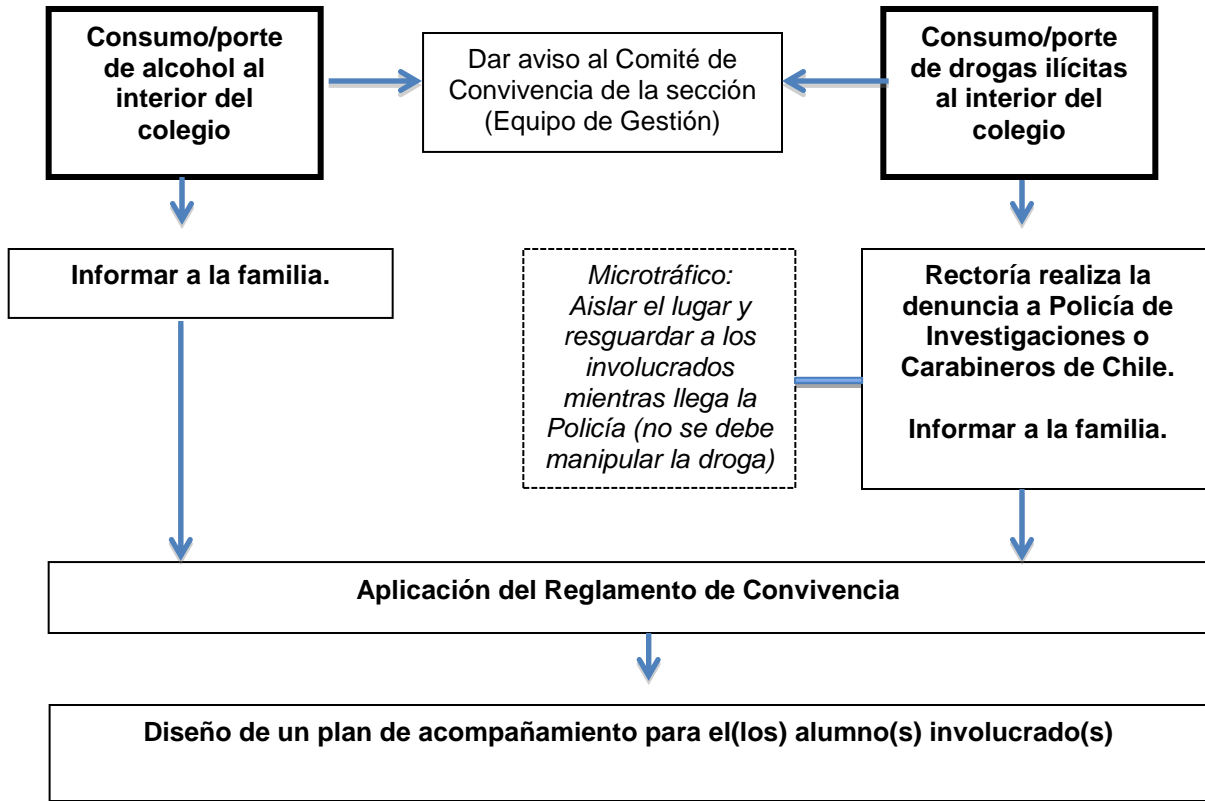 Consumo/porte
de alcohol al
interior del
colegio
Dar aviso al Comité de
Convivencia de la sección
(Equipo de Gestión)
Consumo/porte
de drogas ilícitas
al interior del
colegio
Informar a la familia.
Microtráfico:
Aislar el lugar y
resguardar a los
involucrados
mientras llega la
Policía (no se debe
manipular la droga)
Rectoría realiza la
denuncia a Policía de
Investigaciones o
Carabineros de Chile.
Informar a la familia.
Aplicación del Reglamento de Convivencia
Diseño de un plan de acompañamiento para el(los) alumno(s) involucrado(s)